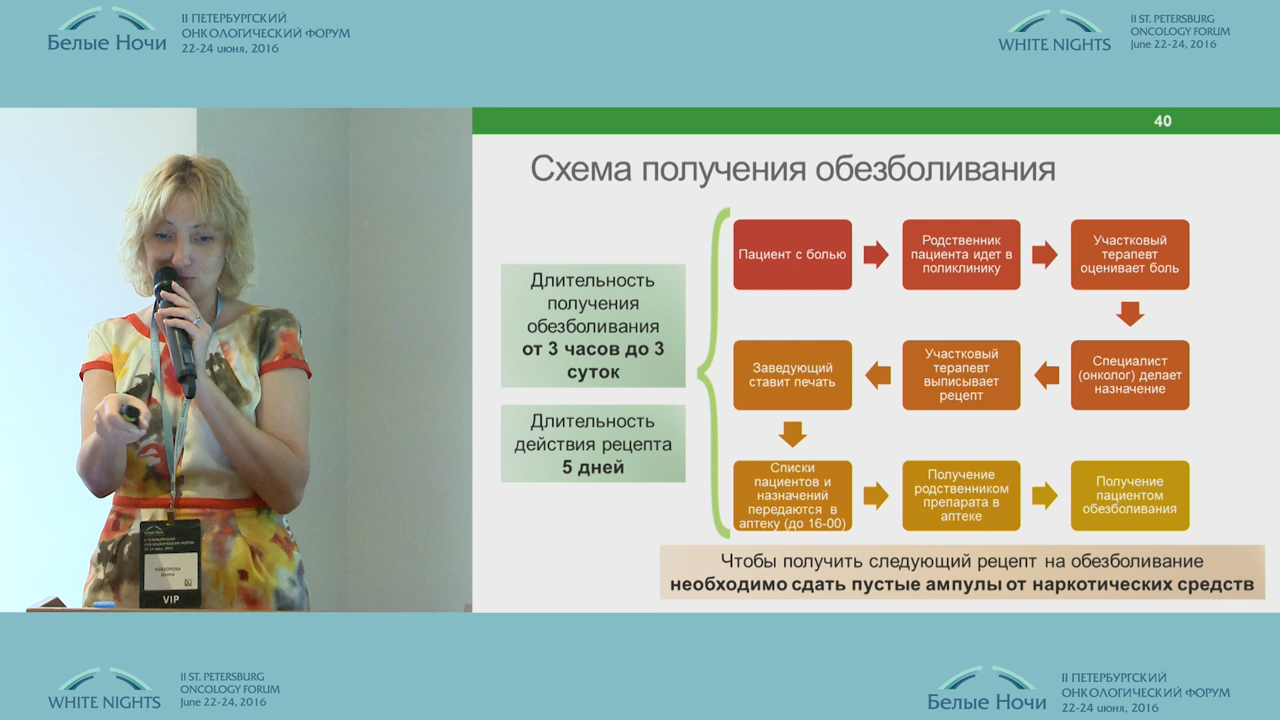 Белые Ночи
II ПЕТЕРБУРГСКИЙ
ОНКОЛОГИЧЕСКИЙ ФОРУМ
22-24 июня, 2016
WHITE NIGHTS
II ST. PETERSBURG
ONCOLOGY FORUM
June 22-24, 2016
40
Схема получения обезболивания
Длительность
получения
обезболивания
от 3 часов до 3
суток
Длительность
действия рецепта
5 дней
Пациент с болью
Родственник
пациента идет в
поликлинику
Участковый
терапевт
оценивает боль
Специалист
(онколог) делает
назначение
Участковый
терапевт
выписывает
рецепт
Заведующий
ставит печать
Списки
пациентов и
назначений
передаются в
аптеку (до 16-00)
Получение
родственником
препарата в
аптеке
Получение
пациентом
обезболивания
Чтобы получить следующий рецепт на обезболивание
необходимо сдать пустые ампулы от наркотических средств
VIP
WHITE NIGHTS
II ST. PETERSBURG
ONCOLOGY FORUM
June 22-24, 2016
Белые Ночи
II ПЕТЕРБУРГСКИЙ
ОНКОЛОГИЧЕСКИЙ ФОРУМ
22-24 июня, 2016